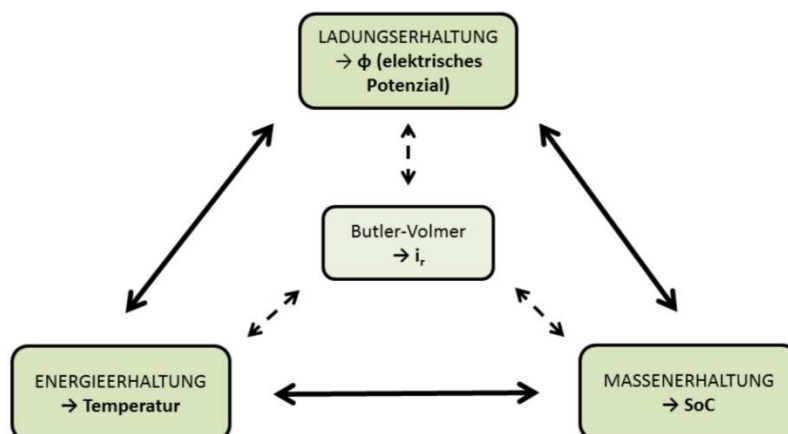 LADUNGSERHALTUNG
→ ϕ (elektrisches
Potenzial)
Butler-Volmer
→ iᵣ
ENERGIEERHALTUNG
→ Temperatur
MASSENERHALTUNG
→ SoC